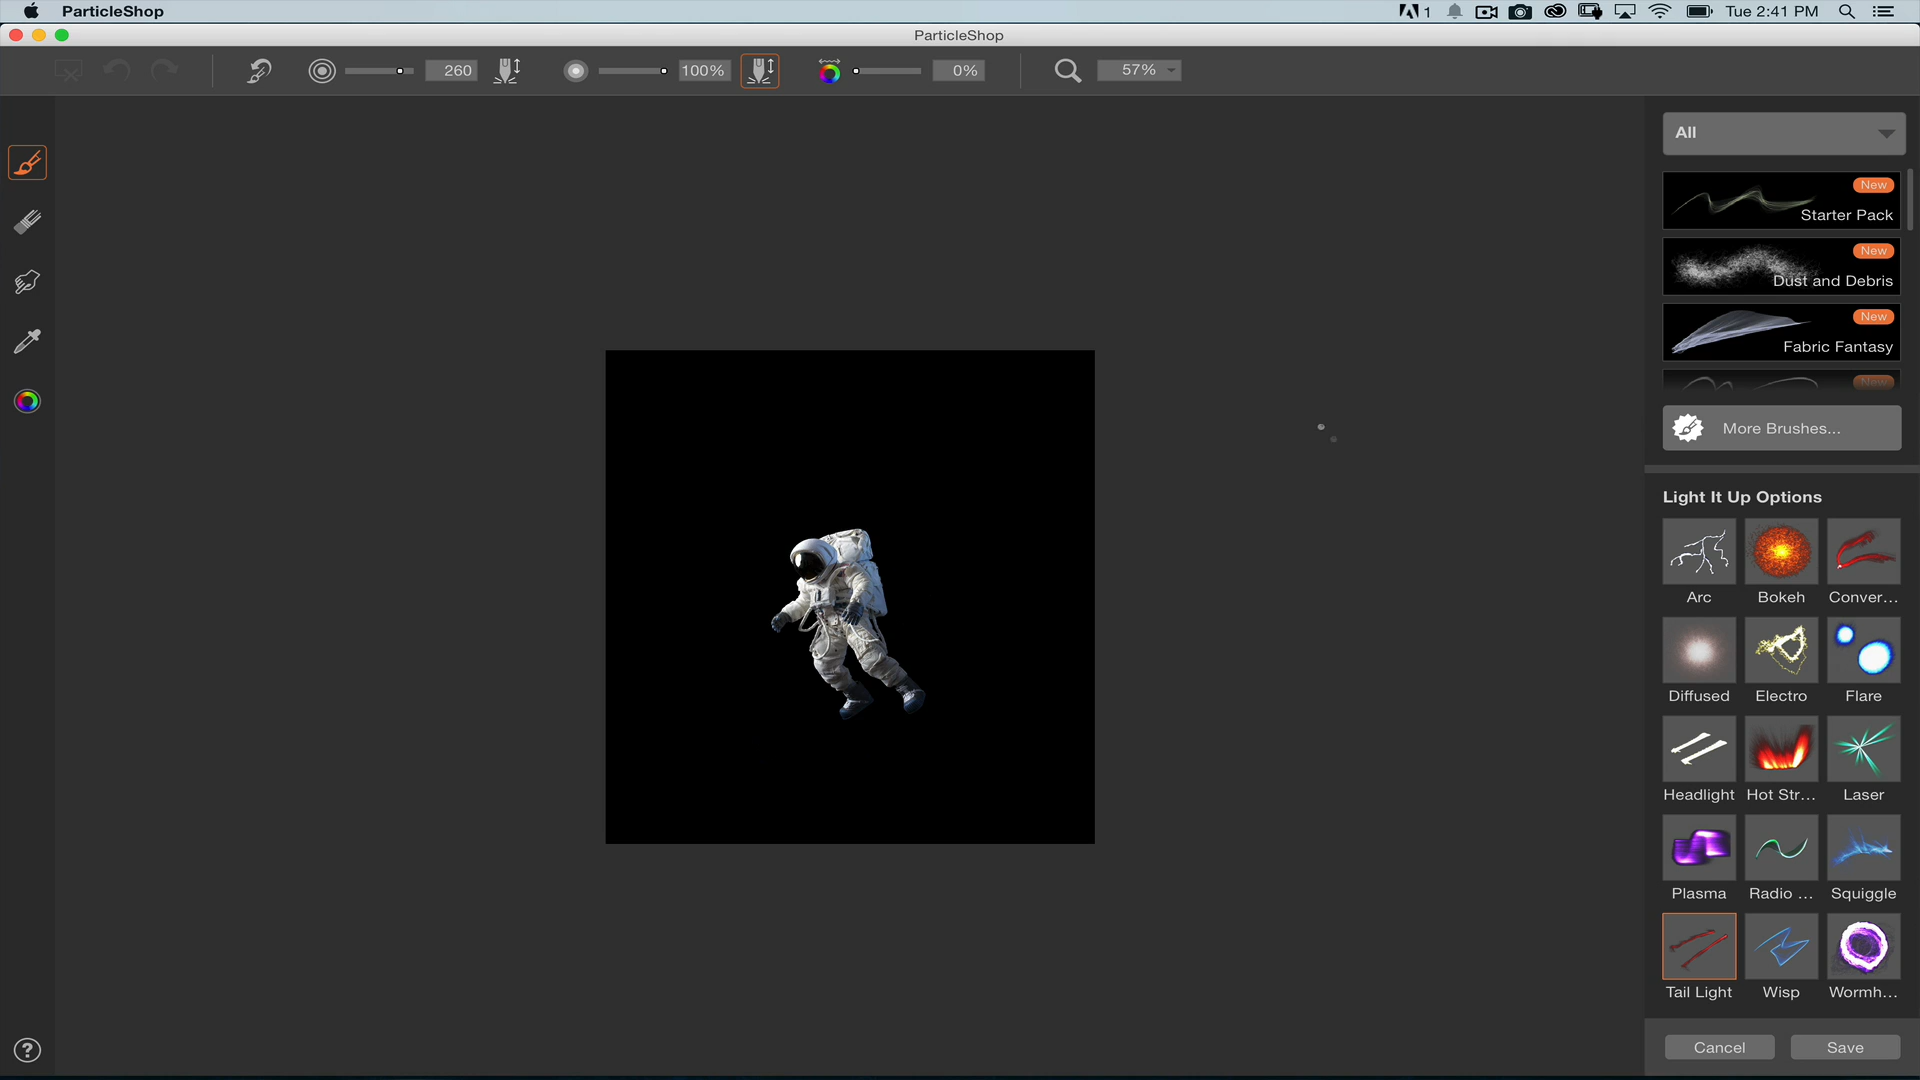 ParticleShop
1
Tue 2:41 PM
ParticleShop
260
100%
0%
57%
All
New
Starter Pack
New
Dust and Debris
New
Fabric Fantasy
New
More Brushes...
Light It Up Options
Arc
Bokeh
Conver...
Diffused
Electro
Flare
Headlight
Hot Str...
Laser
Plasma
Radio ...
Squiggle
Tail Light
Wisp
Wormh...
?
Cancel
Save